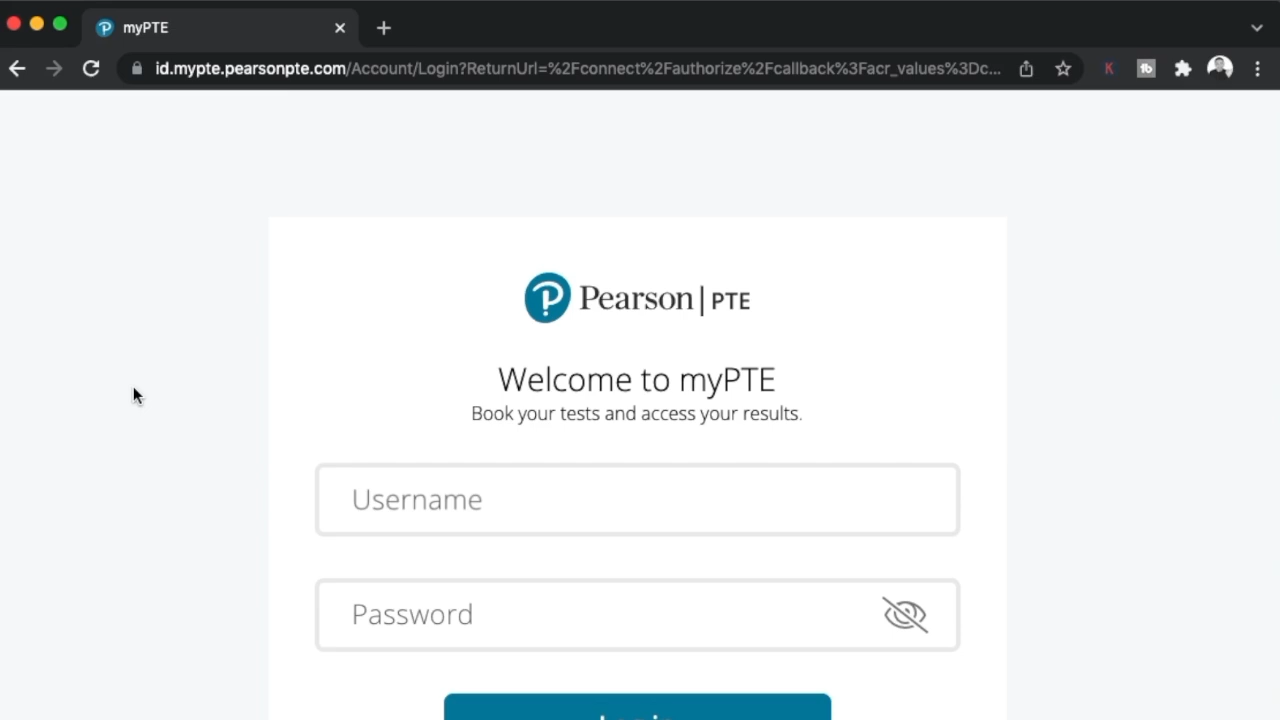 myPTE
id.mypte.pearsonpte.com/Account/Login?ReturnUrl=%2Fconnect%2Fauthorize%2Fcallback%3Facr_values%3Dc...
K
tb
Pearson | PTE
Welcome to myPTE
Book your tests and access your results.
Username
Password